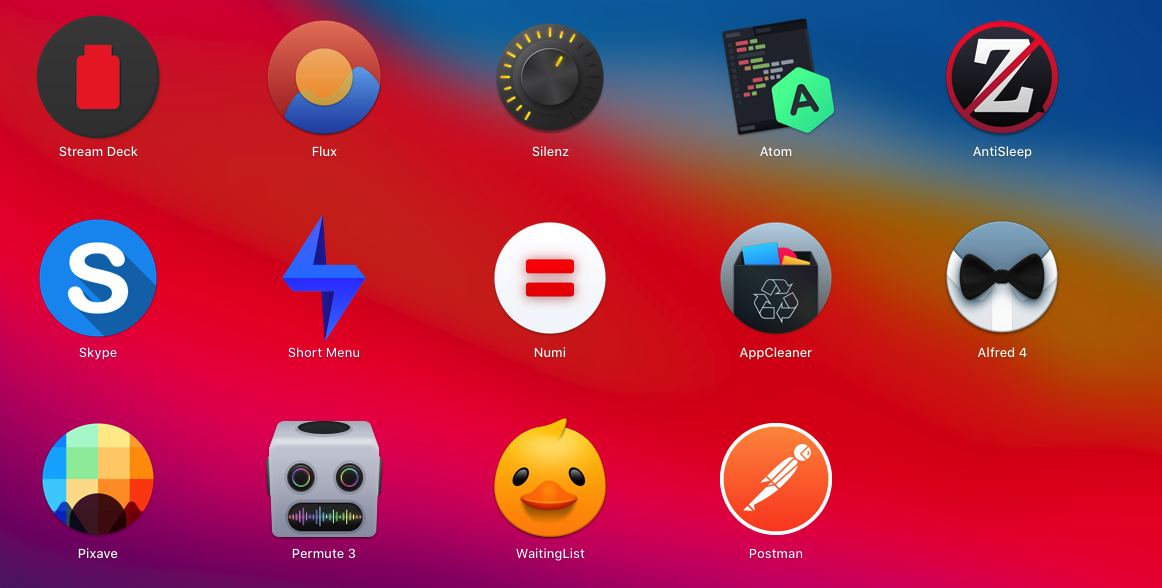 Stream Deck
Flux
Silenz
Atom
AntiSleep
Skype
Short Menu
Numi
AppCleaner
Alfred 4
Pixave
Permute 3
WaitingList
Postman